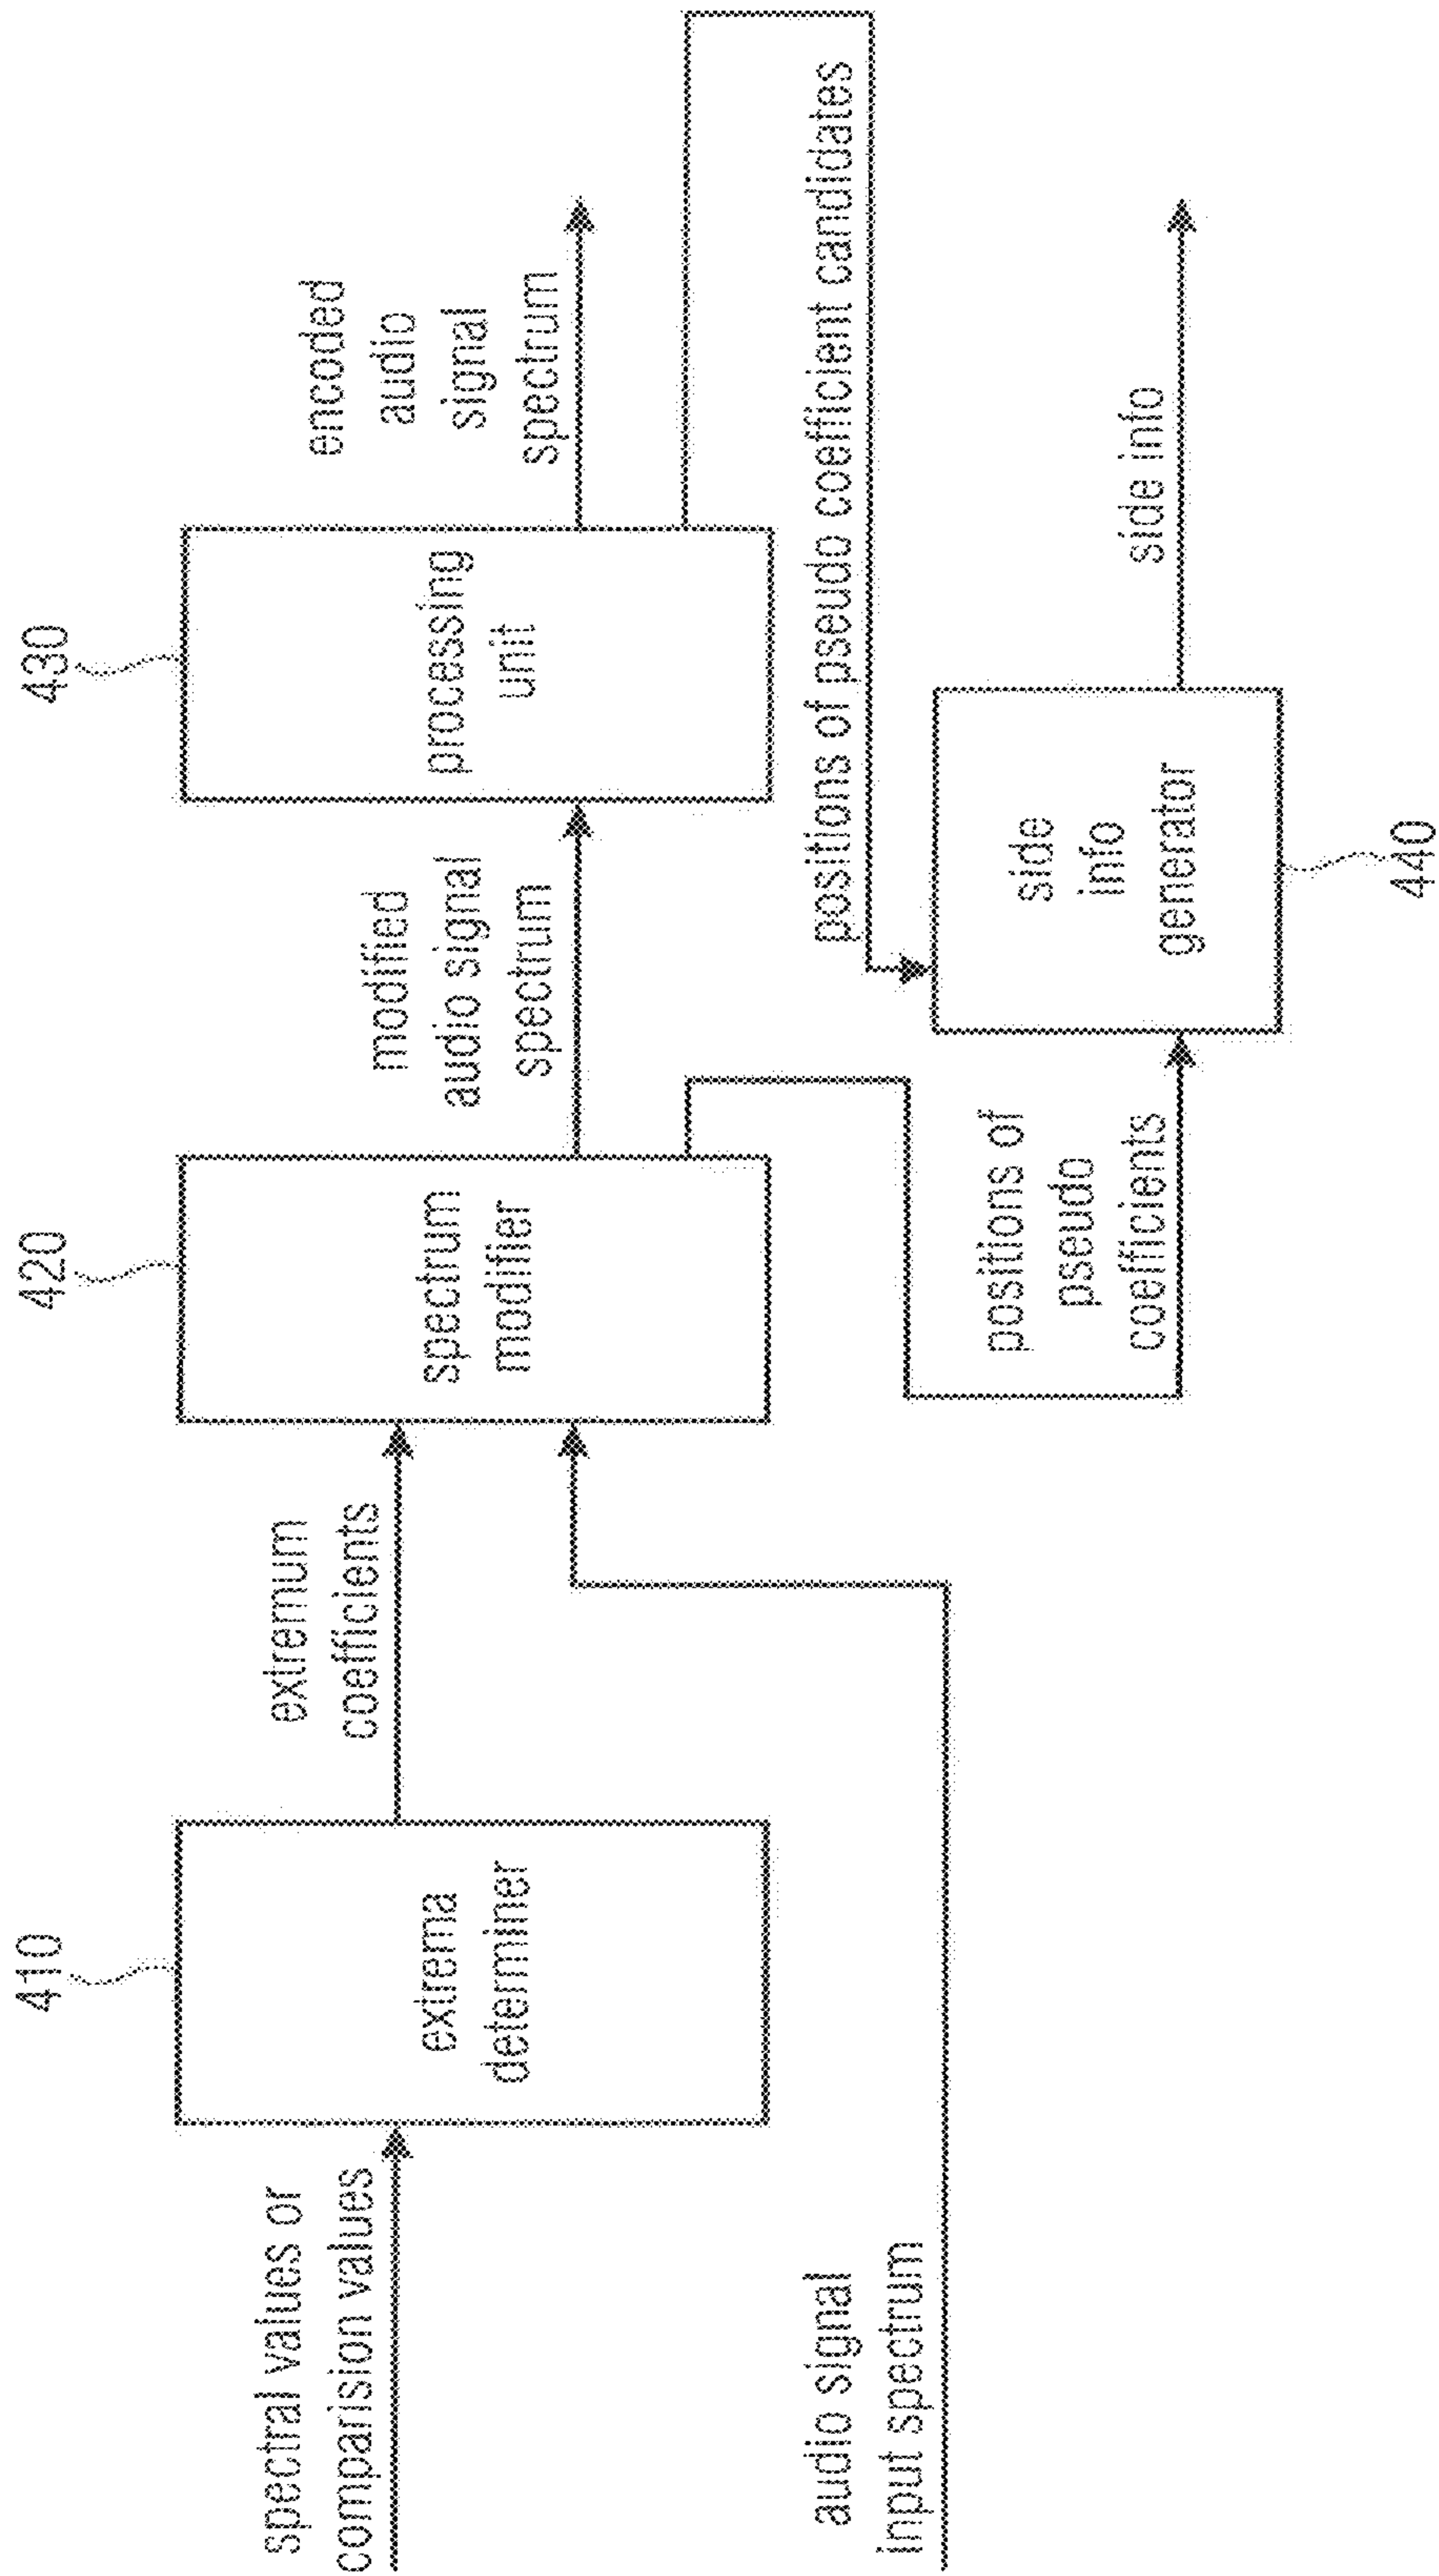 410
420
430
spectral values or
comparision values
extrema
determiner
extremum
coefficients
spectrum
modifier
modified
audio signal
spectrum
processing
unit
encoded
audio
signal
spectrum
audio signal
input spectrum
positions of pseudo coefficient candidates
positions of
pseudo
coefficients
side
info
generator
side info
440